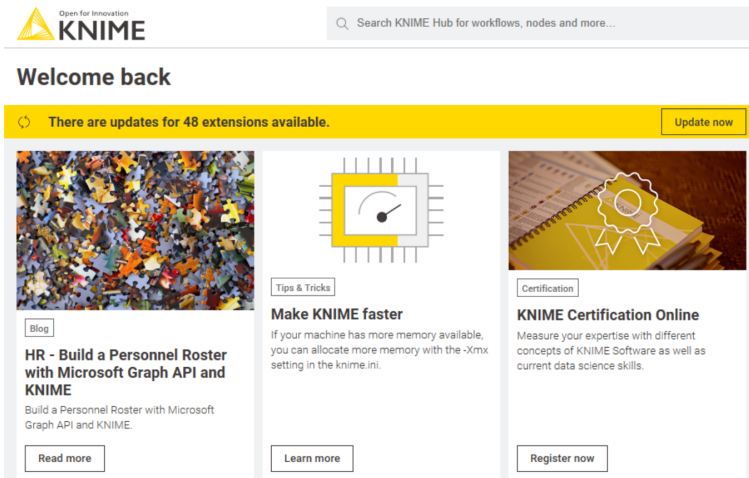 Open for Innovation
KNIME
Search KNIME Hub for workflows, nodes and more...
Welcome back
There are updates for 48 extensions available.
Update now
Blog
HR - Build a Personnel Roster
with Microsoft Graph API and
KNIME
Build a Personnel Roster with Microsoft
Graph API and KNIME.
Read more
Tips & Tricks
Make KNIME faster
If your machine has more memory available,
you can allocate more memory with the -Xmx
setting in the knime.ini.
Learn more
Certification
KNIME Certification Online
Measure your expertise with different
concepts of KNIME Software as well as
current data science skills.
Register now